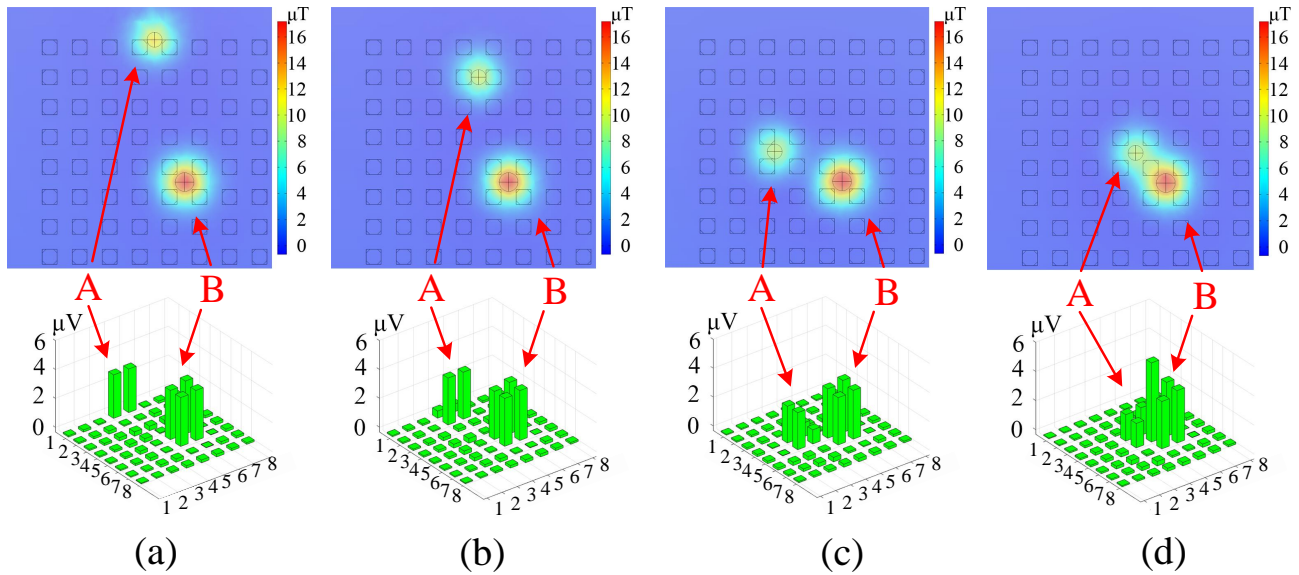 µT µT µT µT
16 16 16 16
14 14 14 14
12 12 12 12
10 10 10 10
8 8 8 8
6 6 6 6
4 4 4 4
2 2 2 2
0 0 0 0
A B A B A B A B
µV µV µV µV
6 6 6 6
4 4 4 4
2 2 2 2
0 0 0 0
1 2 3 4 5 6 7 8 1 2 3 4 5 6 7 8
1 2 3 4 5 6 7 8 1 2 3 4 5 6 7 8
1 2 3 4 5 6 7 8 1 2 3 4 5 6 7 8
1 2 3 4 5 6 7 8 1 2 3 4 5 6 7 8
(a) (b) (c) (d)